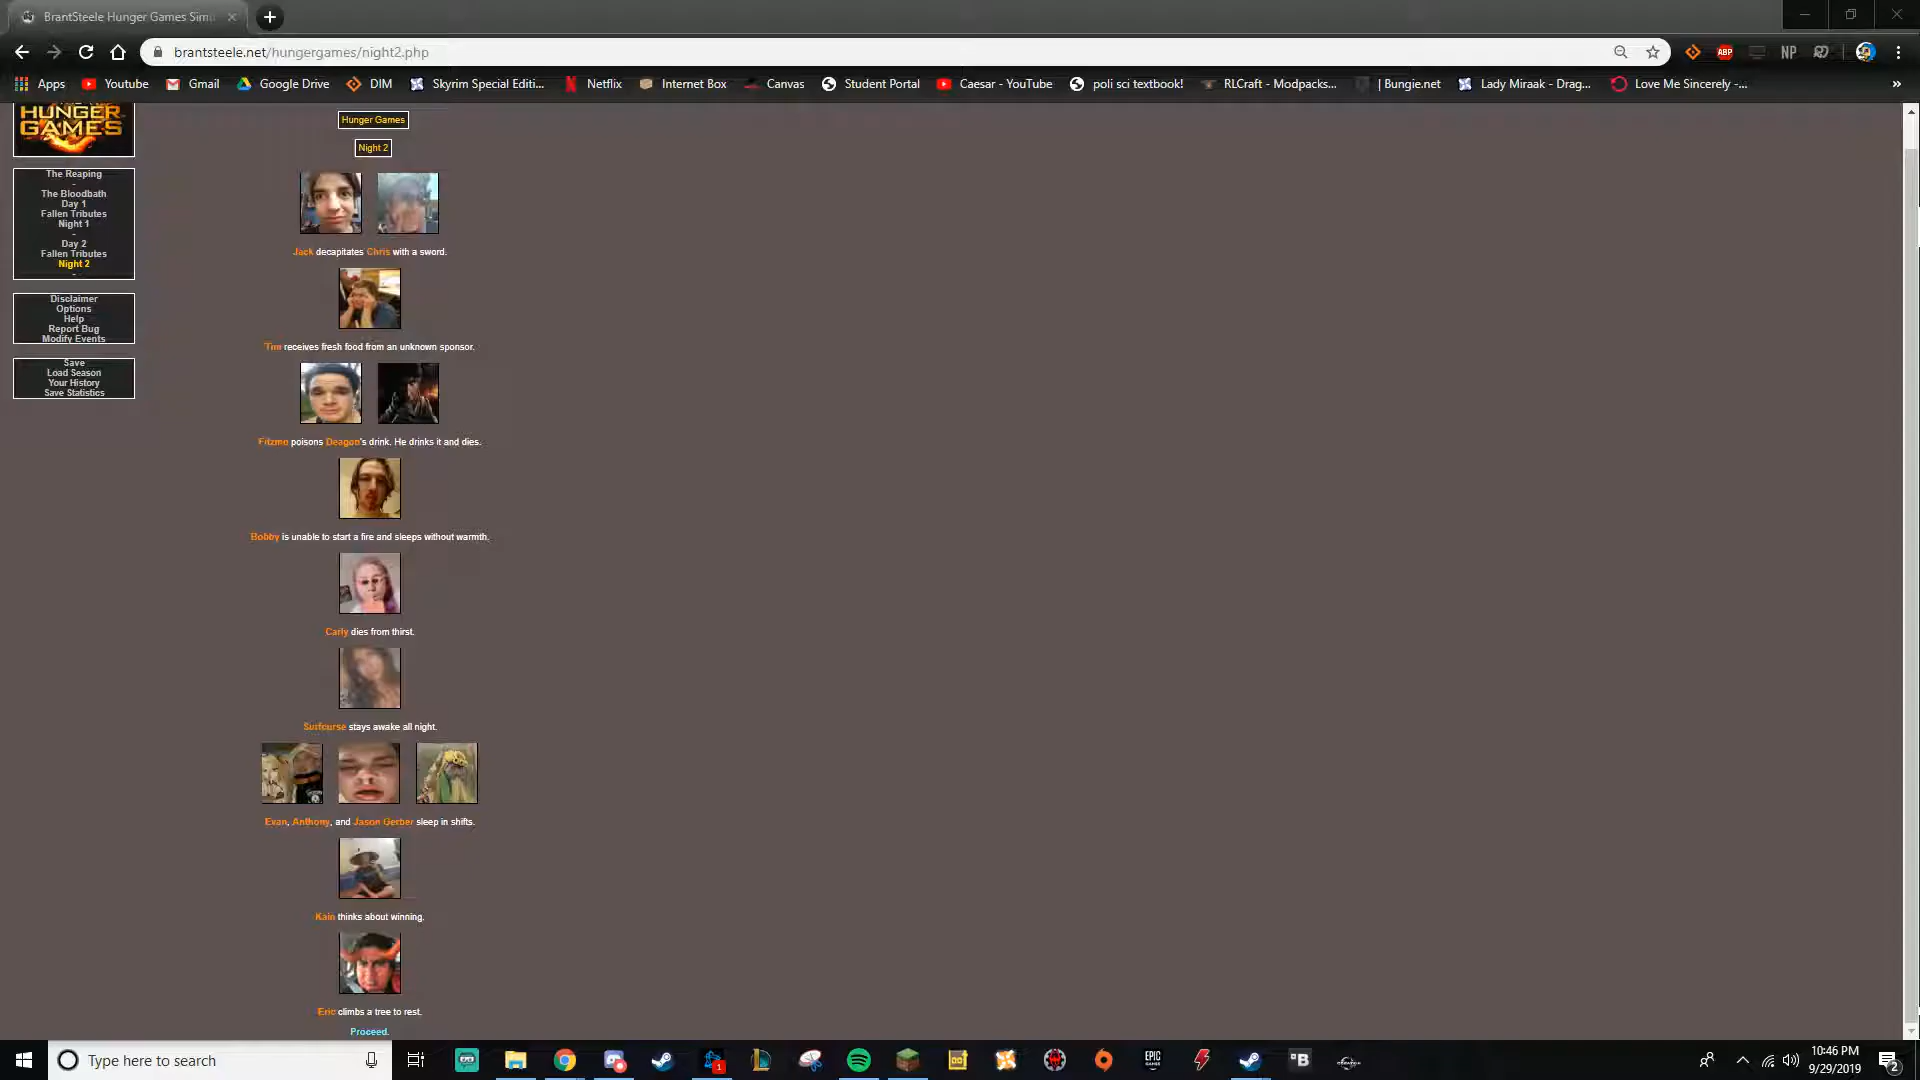 BrantSteele Hunger Games Sim
brantsteele.net/hungergames/night2.php
ABP
NP
Apps
Youtube
Gmail
Google Drive
DIM
Skyrim Special Editi...
Netflix
Internet Box
Canvas
Student Portal
Caesar - YouTube
poli sci textbook!
RLCraft - Modpacks...
| Bungie.net
Lady Miraak - Drag...
Love Me Sincerely -...
»
HUNGER
GAMES
The Reaping
-
The Bloodbath
Day 1
Fallen Tributes
Night 1
-
Day 2
Fallen Tributes
Night 2
-
Disclaimer
Options
Help
Report Bug
Modify Events
Save
Load Season
Your History
Save Statistics
Hunger Games
Night 2
Jack decapitates Chris with a sword.
Tim receives fresh food from an unknown sponsor.
Fitzmo poisons Deagon's drink. He drinks it and dies.
Bobby is unable to start a fire and sleeps without warmth.
Carly dies from thirst.
Surfcurse stays awake all night.
Evan, Anthony, and Jason Gerber sleep in shifts.
Kain thinks about winning.
Eric climbs a tree to rest.
Proceed.
Type here to search
1
EPIC
GAMES
B
10:46 PM
9/29/2019
2